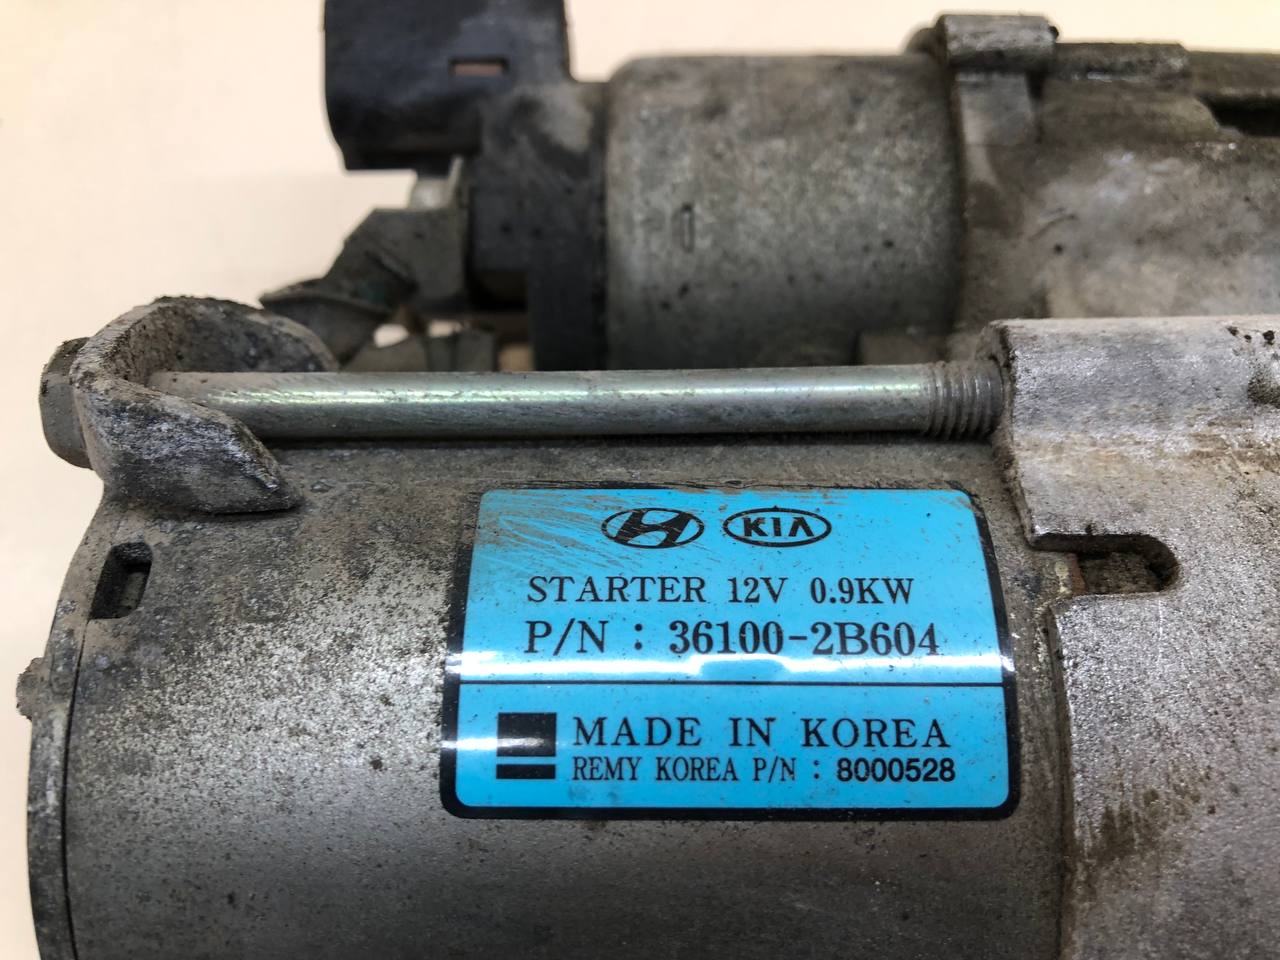 KIA
STARTER 12V 0.9KW
P/N : 36100-2B604
MADE IN KOREA
REMY KOREA P/N : 8000528